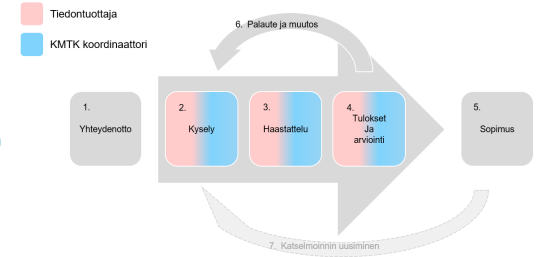 Tiedontuottaja
KMTK koordinaattori
6. Palaute ja muutos
1.
Yhteydenotto
2.
Kysely
3.
Haastattelu
4.
Tulokset
Ja
arviointi
5.
Sopimus
7. Katselmoinnin uusiminen